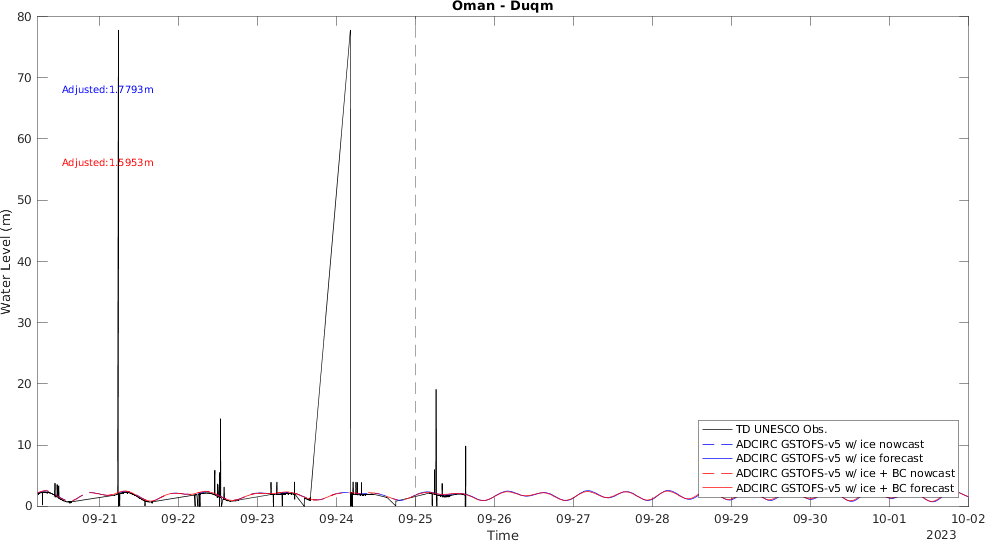 Oman - Duqm
80
70
60
50
40
30
20
10
0
Water Level (m)
Adjusted:1.7793m
Adjusted:1.5953m
TD UNESCO Obs.
ADCIRC GSTOFS-v5 w/ ice nowcast
ADCIRC GSTOFS-v5 w/ ice forecast
ADCIRC GSTOFS-v5 w/ ice + BC nowcast
ADCIRC GSTOFS-v5 w/ ice + BC forecast
09-21 09-22 09-23 09-24 09-25 09-26 09-27 09-28 09-29 09-30 10-01 10-02
Time
2023